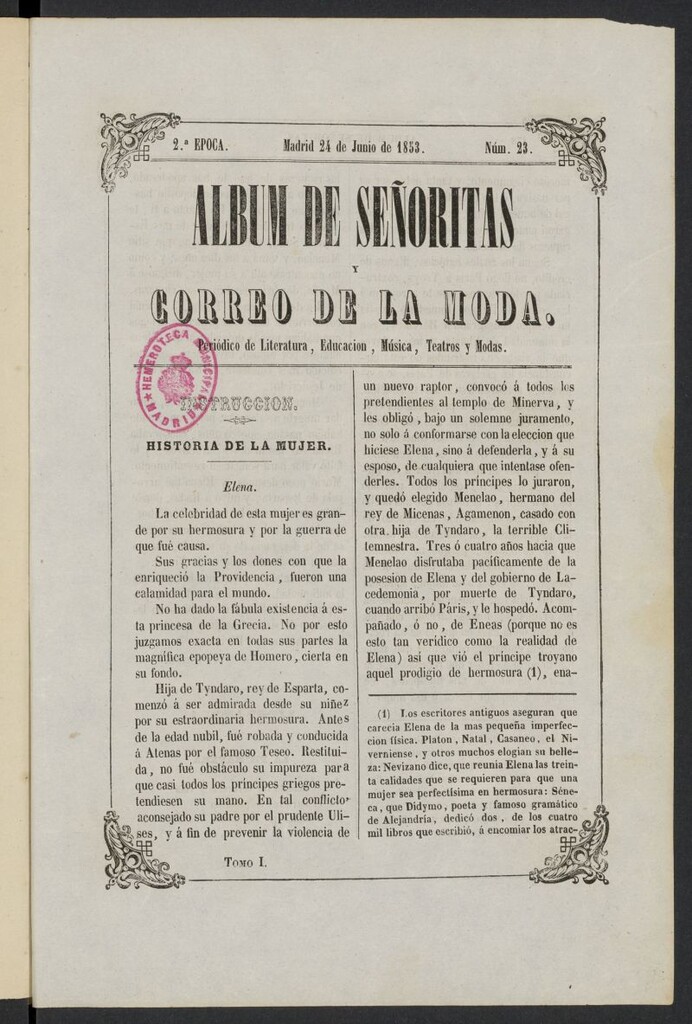 2.ª EPOCA. Madrid 24 de Junio de 1853. Núm. 23.
ALBUM DE SEÑORITAS
Y
CORREO DE LA MODA.
Periódico de Literatura, Educacion, Música, Teatros y Modas.
HEMEROTECA MUNICIPAL
MADRID
INSTRUCCION.
HISTORIA DE LA MUJER.
Elena.
La celebridad de esta mujer es gran-
de por su hermosura y por la guerra de
que fué causa.
Sus gracias y los dones con que la
enriqueció la Providencia, fueron una
calamidad para el mundo.
No ha dado la fábula existencia á es-
ta princesa de la Grecia. No por esto
juzgamos exacta en todas sus partes la
magnífica epopeya de Homero, cierta en
su fondo.
Hija de Tyndaro, rey de Esparta, co-
menzó á ser admirada desde su niñez
por su estraordinaria hermosura. Antes
de la edad nubil, fué robada y conducida
á Atenas por el famoso Teseo. Restitui-
da, no fué obstáculo su impureza para
que casi todos los príncipes griegos pre-
tendiesen su mano. En tal conflicto
aconsejado su padre por el prudente Uli-
ses, y á fin de prevenir la violencia de
un nuevo raptor, convocó á todos los
pretendientes al templo de Minerva, y
les obligó, bajo un solemne juramento,
no solo á conformarse con la eleccion que
hiciese Elena, sino á defenderla, y á su
esposo, de cualquiera que intentase ofen-
derles. Todos los príncipes lo juraron,
y quedó elegido Menelao, hermano del
rey de Micenas, Agamenon, casado con
otra hija de Tyndaro, la terrible Cli-
temnestra. Tres ó cuatro años hacia que
Menelao disfrutaba pacíficamente de la
posesion de Elena y del gobierno de La-
cedemonia, por muerte de Tyndaro,
cuando arribó Páris, y le hospedó. Acom-
pañado, ó no, de Eneas (porque no es
esto tan verídico como la realidad de
Elena) asi que vió el príncipe troyano
aquel prodigio de hermosura (1), ena-
(1) Los escritores antiguos aseguran que
carecia Elena de la mas pequeña imperfec-
cion física. Platon, Natal, Casaneo, el Ni-
verniense, y otros muchos elogian su belle-
za: Nevizano dice, que reunia Elena las trein-
ta calidades que se requieren para que una
mujer sea perfectísima en hermosura: Séne-
ca, que Didymo, poeta y famoso gramático
de Alejandría, dedicó dos, de los cuatro
mil libros que escribió, á encomiar los atrac-
TOMO I.